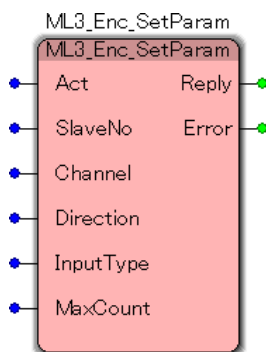 ML3_Enc_SetParam
ML3_Enc_SetParam
Act Reply
SlaveNo Error
Channel
Direction
InputType
MaxCount